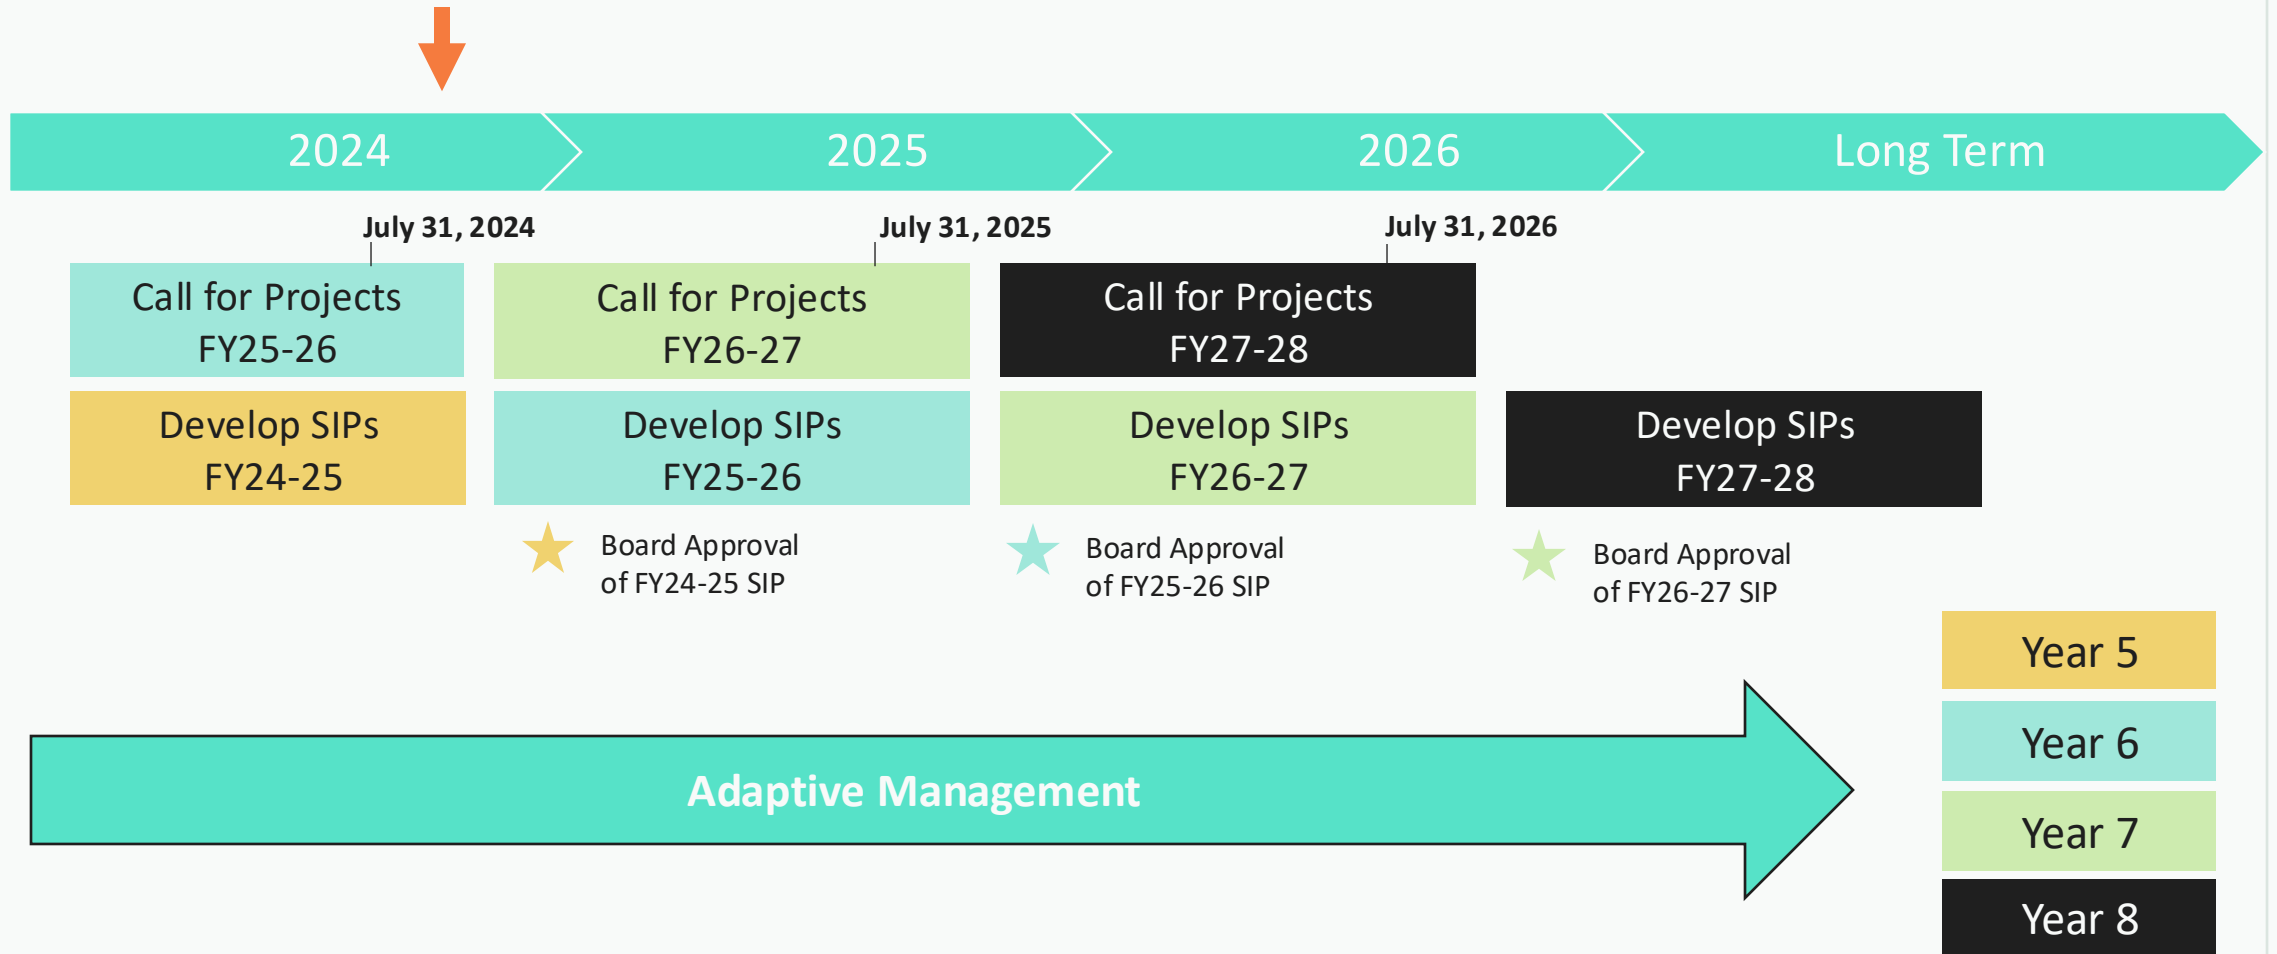 2024
2025
2026
Long Term
July 31, 2024
July 31, 2025
July 31, 2026
Call for Projects
FY25-26
Call for Projects
FY26-27
Call for Projects
FY27-28
Develop SIPs
FY24-25
Develop SIPs
FY25-26
Develop SIPs
FY26-27
Develop SIPs
FY27-28
Board Approval
of FY24-25 SIP
Board Approval
of FY25-26 SIP
Board Approval
of FY26-27 SIP
Adaptive Management
Year 5
Year 6
Year 7
Year 8